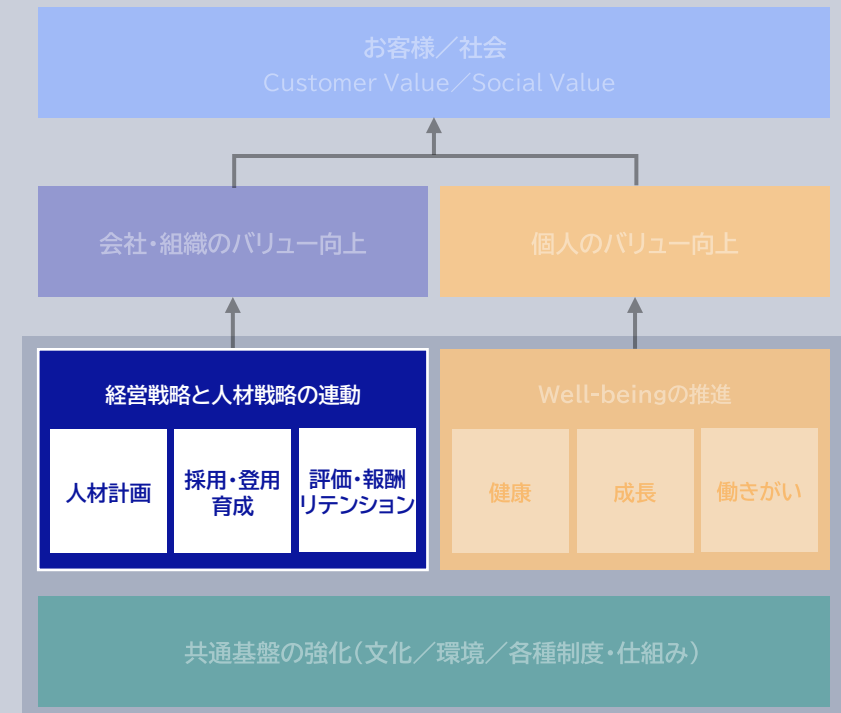 お客様／社会
Customer Value／Social Value
会社・組織のバリュー向上
個人のバリュー向上
経営戦略と人材戦略の連動
人材計画
採用・登用
育成
評価・報酬
リテンション
Well-beingの推進
健康
成長
働きがい
共通基盤の強化（文化／環境／各種制度・仕組み）